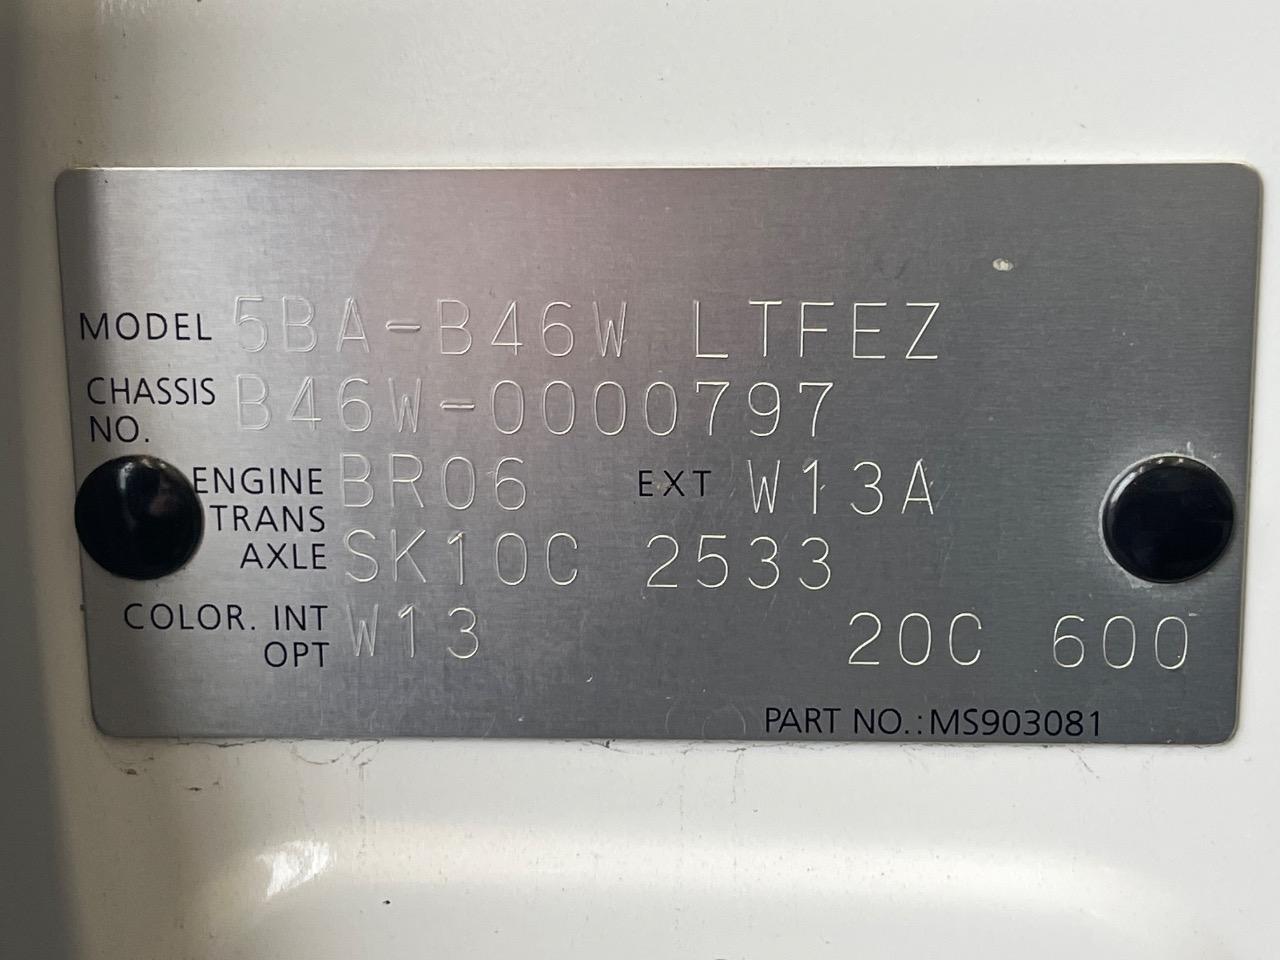 MODEL 5BA-B46W LTFEZ
CHASSIS NO. B46W-0000797
ENGINE BR06 EXT W13A
TRANS AXLE SK10C 2533
COLOR. INT OPT W13 20C 600
PART NO.: MS903081